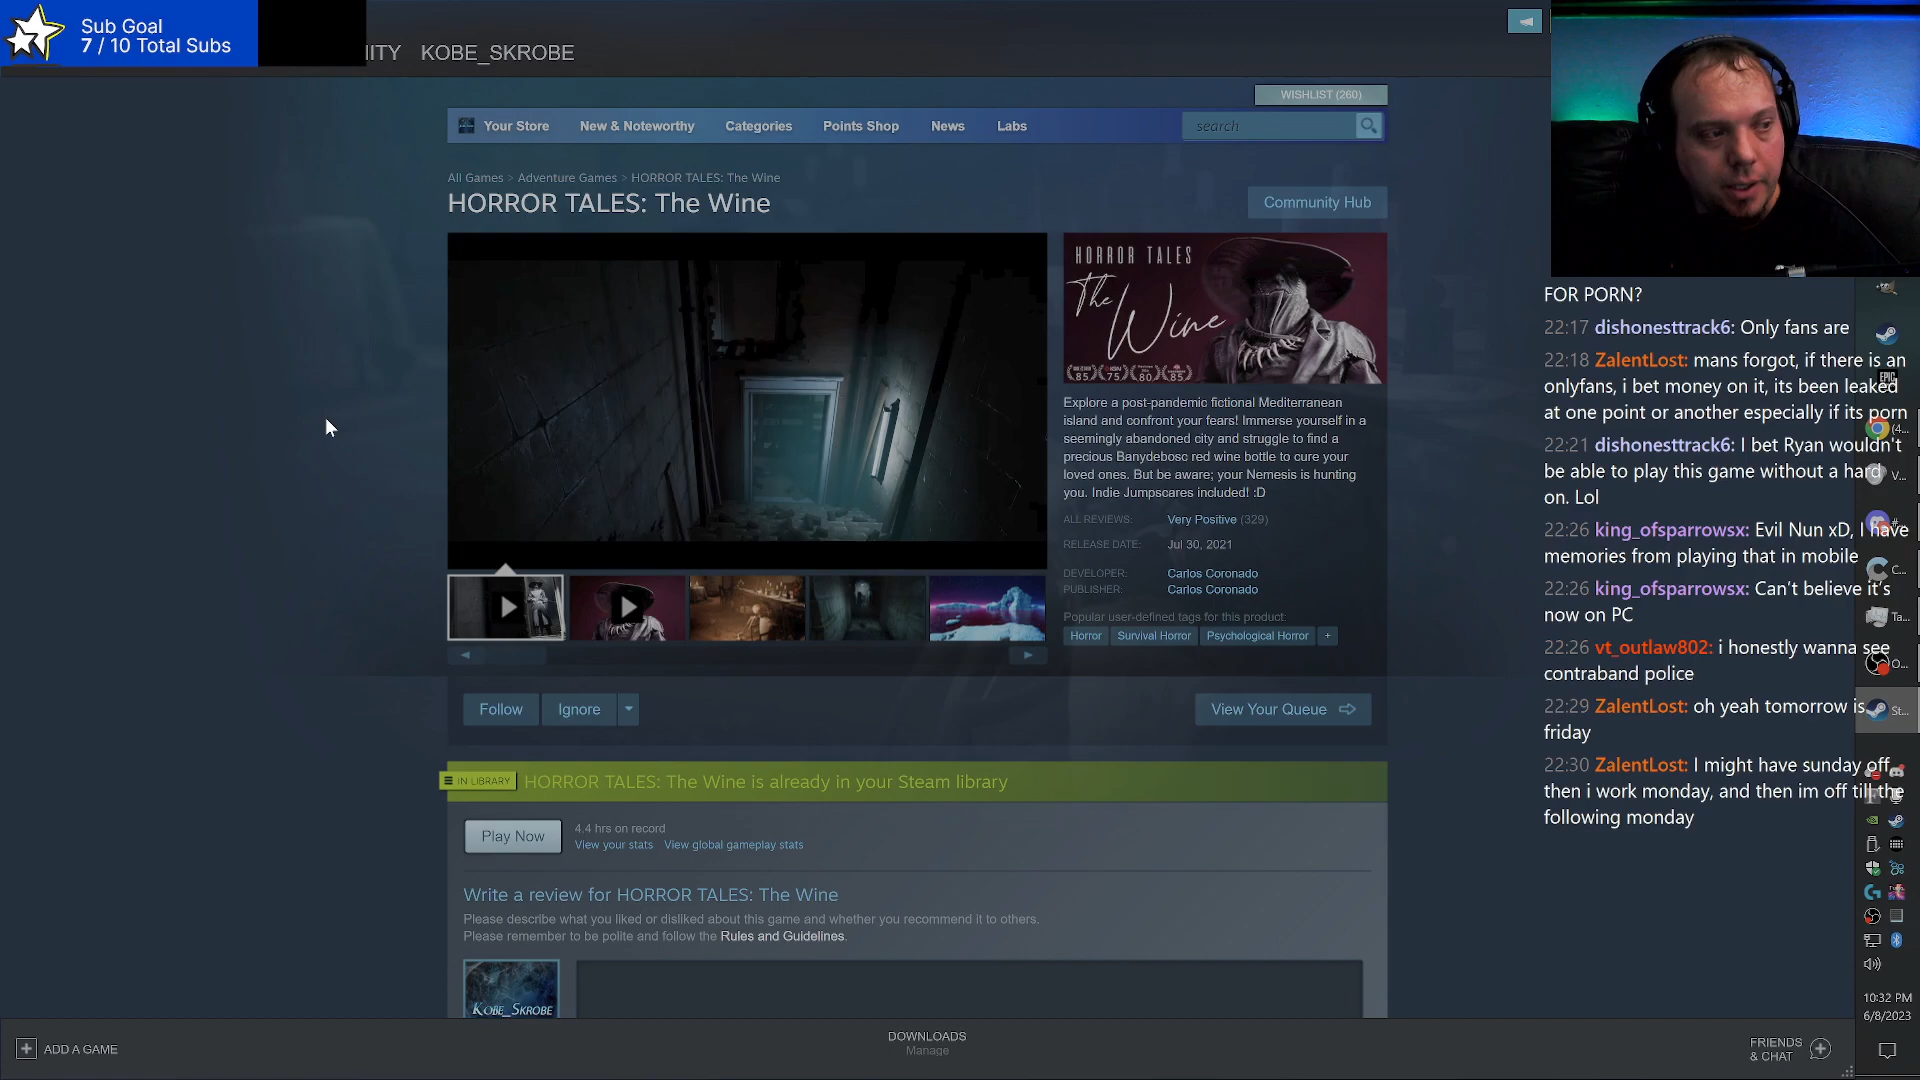 Sub Goal
7 / 10 Total Subs
ITY KOBE_SKROBE
WISHLIST (260)
Your Store New & Noteworthy Categories Points Shop News Labs search
All Games > Adventure Games > HORROR TALES: The Wine
HORROR TALES: The Wine
Community Hub
HORROR TALES
The Wine
85 75 80 85
Explore a post-pandemic fictional Mediterranean
island and confront your fears! Immerse yourself in a
seemingly abandoned city and struggle to find a
precious Banydebosc red wine bottle to cure your
loved ones. But be aware; your Nemesis is hunting
you. Indie Jumpscares included! :D
ALL REVIEWS: Very Positive (329)
RELEASE DATE: Jul 30, 2021
DEVELOPER: Carlos Coronado
PUBLISHER: Carlos Coronado
Popular user-defined tags for this product:
Horror Survival Horror Psychological Horror +
Follow Ignore View Your Queue
IN LIBRARY HORROR TALES: The Wine is already in your Steam library
Play Now
4.4 hrs on record
View your stats View global gameplay stats
Write a review for HORROR TALES: The Wine
Please describe what you liked or disliked about this game and whether you recommend it to others.
Please remember to be polite and follow the Rules and Guidelines.
KOBE_SKROBE
ADD A GAME
DOWNLOADS
Manage
FRIENDS
& CHAT
FOR PORN?
22:17 dishonesttrack6: Only fans are
22:18 ZalentLost: mans forgot, if there is an
onlyfans, i bet money on it, its been leaked
at one point or another especially if its porn
22:21 dishonesttrack6: I bet Ryan wouldn't
be able to play this game without a hard
on. Lol
22:26 king_ofsparrowsx: Evil Nun xD, I have
memories from playing that in mobile
22:26 king_ofsparrowsx: Can't believe it's
now on PC
22:26 vt_outlaw802: i honestly wanna see
contraband police
22:29 ZalentLost: oh yeah tomorrow is
friday
22:30 ZalentLost: I might have sunday off
then i work monday, and then im off till the
following monday
EPIC
(4...
V...
C...
Ta...
O...
St...
10:32 PM
6/8/2023